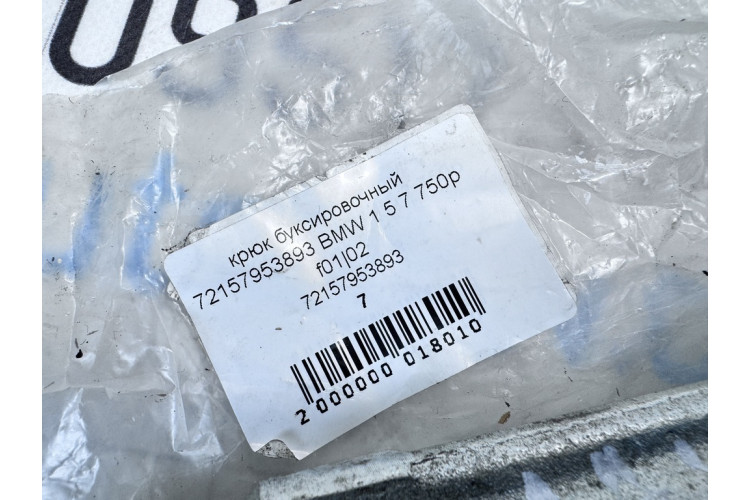 крюк буксировочный
72157953893 BMW 1 5 7 750р
f01|02
72157953893
7
2 000000 018010